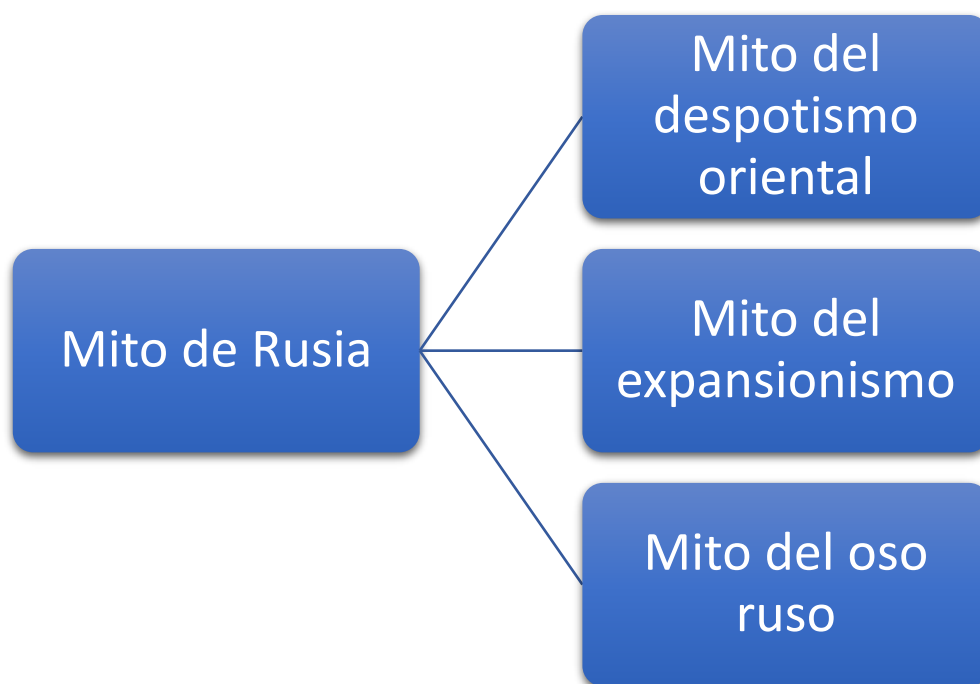 Mito de Rusia
Mito del
despotismo
oriental
Mito del
expansionismo
Mito del oso
ruso